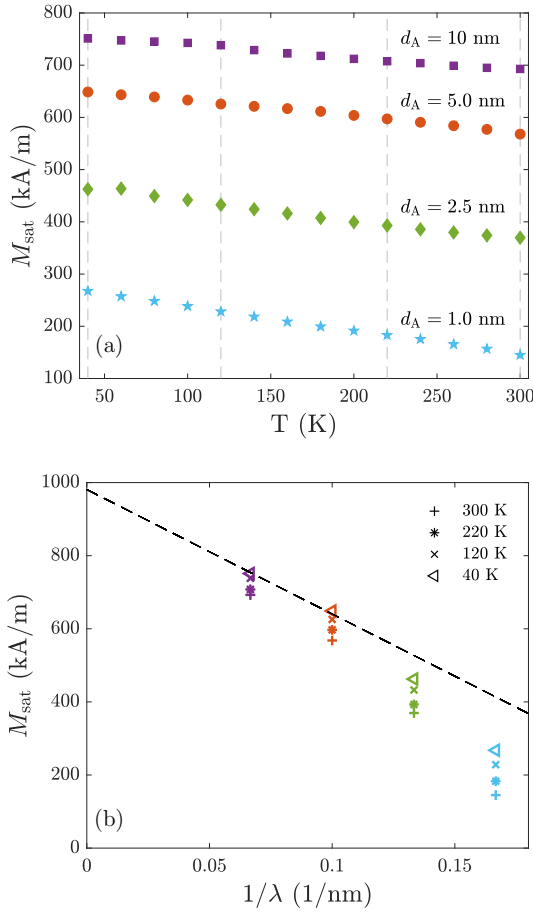 800
700
600
500
400
300
200
100
M_sat (kA/m)
d_A = 10 nm
d_A = 5.0 nm
d_A = 2.5 nm
d_A = 1.0 nm
(a)
50 100 150 200 250 300
T (K)
1000
800
600
400
200
0
M_sat (kA/m)
300 K
220 K
120 K
40 K
(b)
0 0.05 0.1 0.15
1/λ (1/nm)